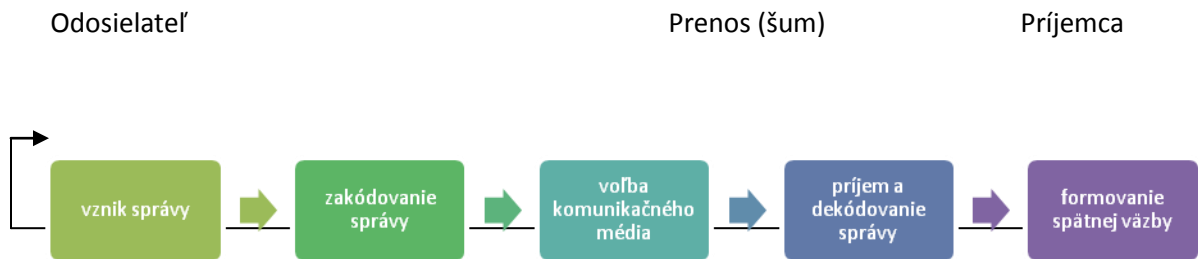 Odosielateľ Prenos (šum) Príjemca
vznik správy
zakódovanie
správy
voľba
komunikačného
média
príjem a
dekódovanie
správy
formovanie
spätnej väzby